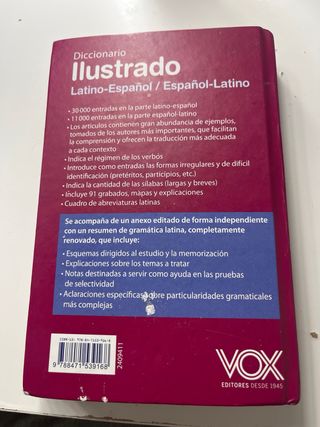 Diccionario
Ilustrado
Latino-Español / Español-Latino
• 30 000 entradas en la parte latino-español
• 11 000 entradas en la parte español-latino
• Los artículos contienen gran abundancia de ejemplos,
tomados de los autores más importantes, que facilitan
la comprensión y ofrecen la traducción más adecuada
a cada contexto
• Indica el régimen de los verbos
• Introduce como entradas las formas irregulares y de difícil
identificación (pretéritos, participios, etc.)
• Indica la cantidad de las sílabas (largas y breves)
• Incluye 91 grabados, mapas y explicaciones
• Cuadro de abreviaturas latinas
Se acompaña de un anexo editado de forma independiente
con un resumen de gramática latina, completamente
renovado, que incluye:
• Esquemas dirigidos al estudio y la memorización
• Explicaciones sobre los temas a tratar
• Notas destinadas a servir como ayuda en las pruebas
de selectividad
• Aclaraciones específicas sobre particularidades gramaticales
más complejas
9 788471 539168
2409411
VOX
EDITORES DESDE 1945